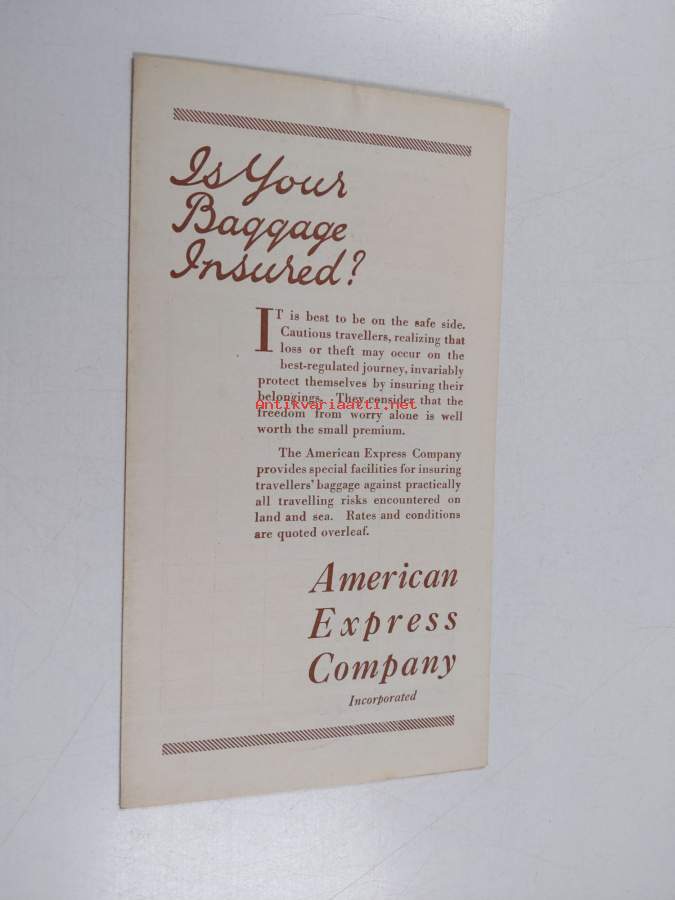 Is Your
Baggage
Insured?
IT is best to be on the safe side.
Cautious travellers, realizing that
loss or theft may occur on the
best-regulated journey, invariably
protect themselves by insuring their
belongings. They consider that the
antikvariaatti.net
freedom from worry alone is well
worth the small premium.
The American Express Company
provides special facilities for insuring
travellers' baggage against practically
all travelling risks encountered on
land and sea. Rates and conditions
are quoted overleaf.
American
Express
Company
Incorporated